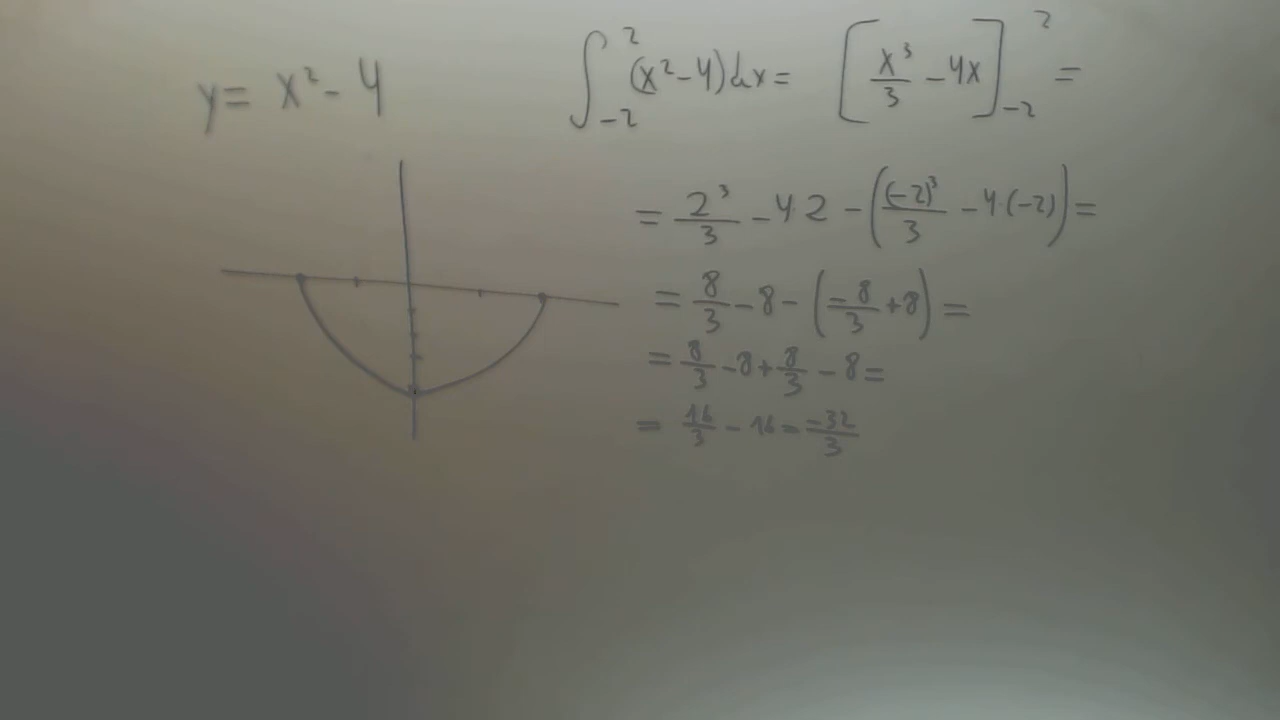 y = x² - 4
∫₋₂² (x² - 4) dx = [x³/3 - 4x]₋₂² =
= 2³/3 - 4·2 - ((-2)³/3 - 4·(-2)) =
= 8/3 - 8 - (-8/3 + 8) =
= 8/3 - 8 + 8/3 - 8 =
= 16/3 - 16 = -32/3